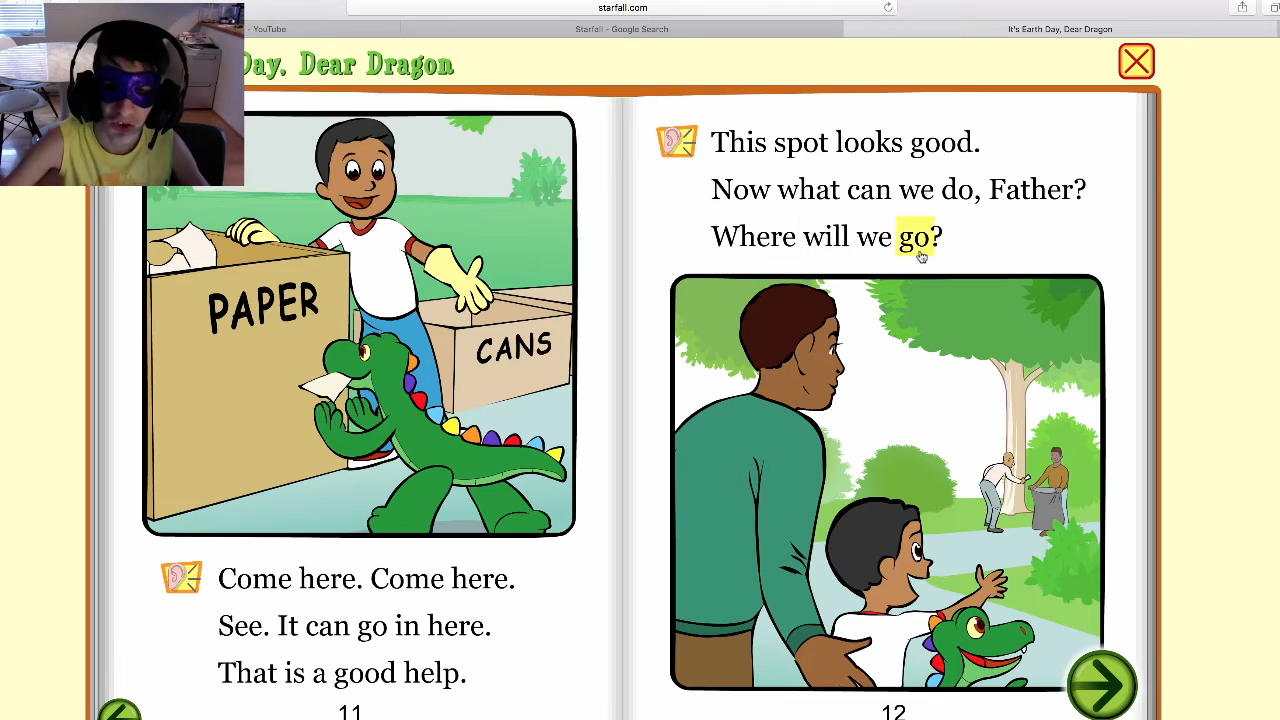 starfall.com
- YouTube
Starfall - Google Search
It's Earth Day, Dear Dragon
Day, Dear Dragon
PAPER
CANS
Come here. Come here.
See. It can go in here.
That is a good help.
11
This spot looks good.
Now what can we do, Father?
Where will we go?
12